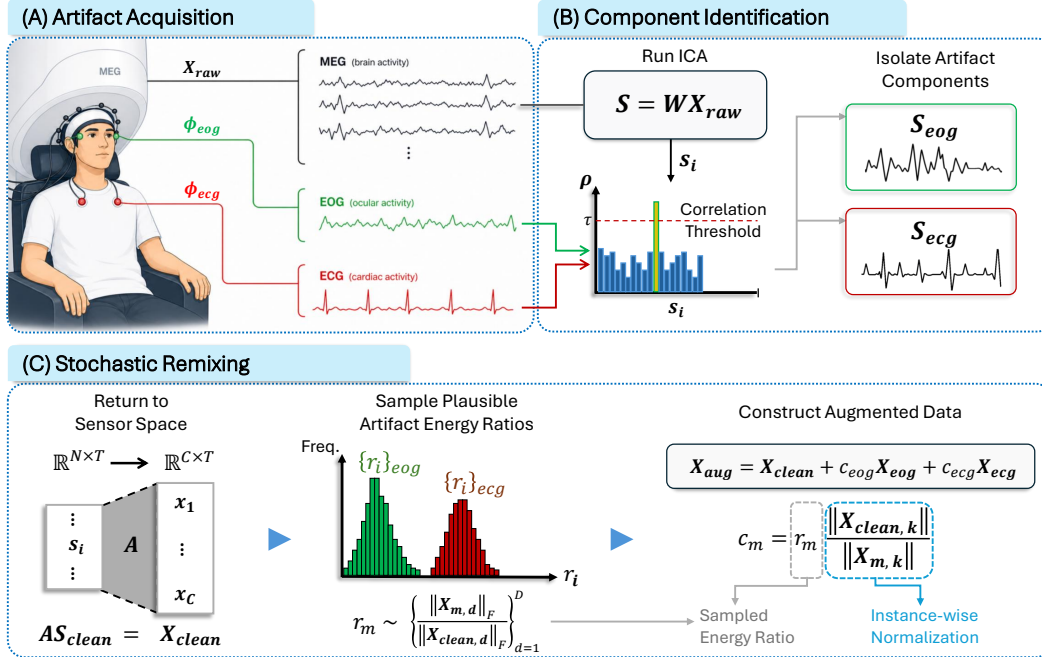 (A) Artifact Acquisition
MEG
X_raw
ϕ_eog
ϕ_ecg
MEG (brain activity)
⋮
EOG (ocular activity)
ECG (cardiac activity)
(B) Component Identification
Run ICA
S = WX_raw
s_i
ρ
τ
Correlation
Threshold
s_i
Isolate Artifact
Components
S_eog
S_ecg
(C) Stochastic Remixing
Return to
Sensor Space
ℝ^{N×T} → ℝ^{C×T}
⋮
s_i
⋮
A
x_1
⋮
x_C
AS_clean = X_clean
Sample Plausible
Artifact Energy Ratios
Freq.
{r_i}_eog
{r_i}_ecg
r_i
r_m ~ {‖X_{m,d}‖_F / ‖X_{clean,d}‖_F}_{d=1}^{D}
Construct Augmented Data
X_aug = X_clean + c_eog X_eog + c_ecg X_ecg
c_m = r_m ‖X_{clean,k}‖ / ‖X_{m,k}‖
Sampled
Energy Ratio
Instance-wise
Normalization